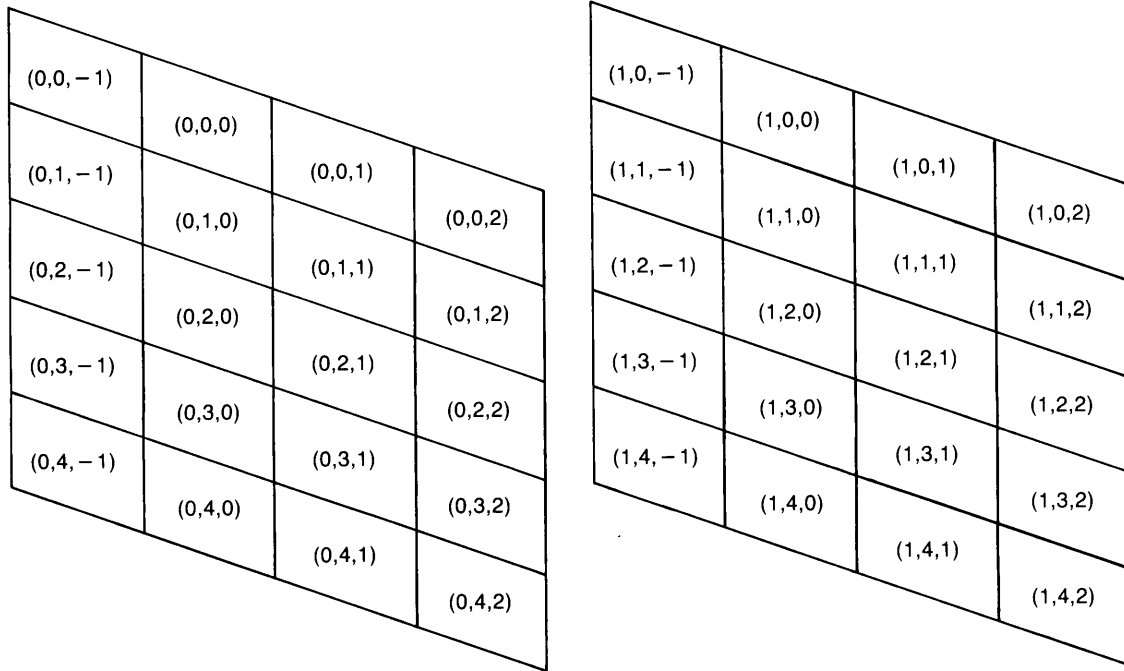 (0,0,−1) (0,0,0) (0,0,1) (0,0,2)
(0,1,−1) (0,1,0) (0,1,1) (0,1,2)
(0,2,−1) (0,2,0) (0,2,1) (0,2,2)
(0,3,−1) (0,3,0) (0,3,1) (0,3,2)
(0,4,−1) (0,4,0) (0,4,1) (0,4,2)
(1,0,−1) (1,0,0) (1,0,1) (1,0,2)
(1,1,−1) (1,1,0) (1,1,1) (1,1,2)
(1,2,−1) (1,2,0) (1,2,1) (1,2,2)
(1,3,−1) (1,3,0) (1,3,1) (1,3,2)
(1,4,−1) (1,4,0) (1,4,1) (1,4,2)